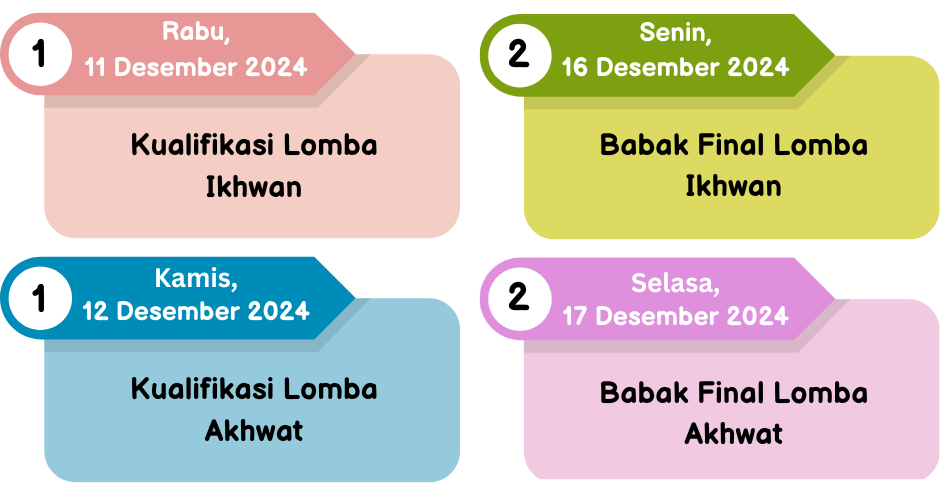 1
Rabu,
11 Desember 2024
Kualifikasi Lomba
Ikhwan
2
Senin,
16 Desember 2024
Babak Final Lomba
Ikhwan
1
Kamis,
12 Desember 2024
Kualifikasi Lomba
Akhwat
2
Selasa,
17 Desember 2024
Babak Final Lomba
Akhwat